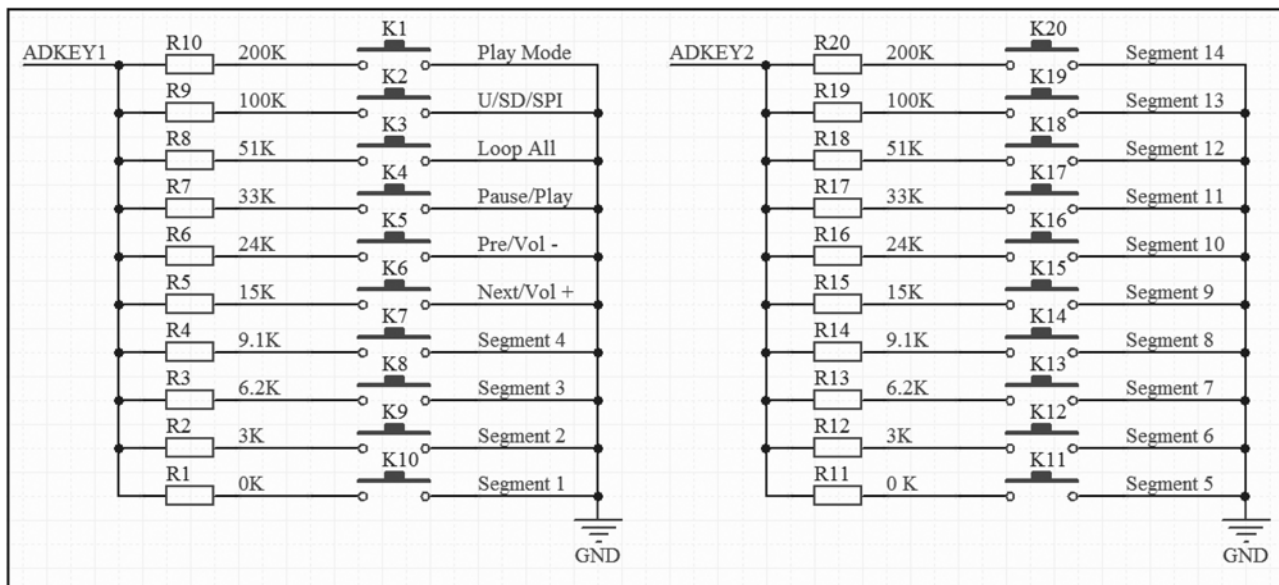 K1 K20
ADKEY1 R10 200K Play Mode ADKEY2 R20 200K Segment 14
K2 K19
R9 100K U/SD/SPI R19 100K Segment 13
K3 K18
R8 51K Loop All R18 51K Segment 12
K4 K17
R7 33K Pause/Play R17 33K Segment 11
K5 K16
R6 24K Pre/Vol - R16 24K Segment 10
K6 K15
R5 15K Next/Vol + R15 15K Segment 9
K7 K14
R4 9.1K Segment 4 R14 9.1K Segment 8
K8 K13
R3 6.2K Segment 3 R13 6.2K Segment 7
K9 K12
R2 3K Segment 2 R12 3K Segment 6
K10 K11
R1 0K Segment 1 R11 0 K Segment 5
GND GND